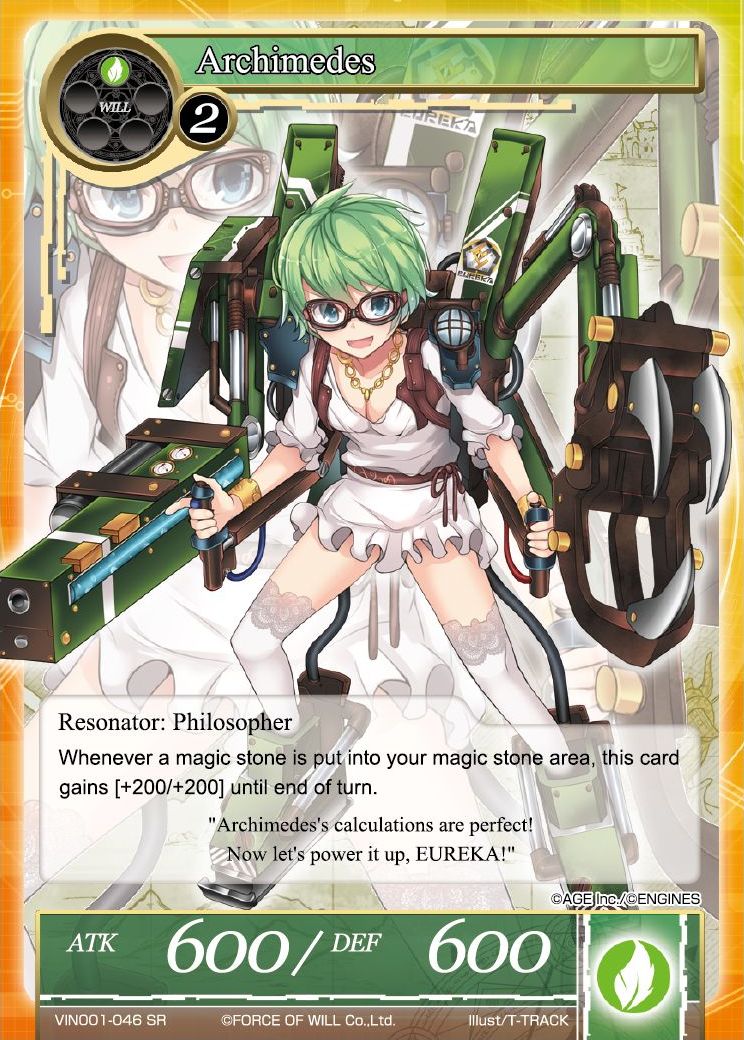 Archimedes
WILL
2
EUREKA
EUREKA
Resonator: Philosopher
Whenever a magic stone is put into your magic stone area, this card
gains [+200/+200] until end of turn.
"Archimedes's calculations are perfect!
Now let's power it up, EUREKA!"
©AGE Inc./©ENGINES
ATK 600 / DEF 600
VIN001-046 SR ©FORCE OF WILL Co.,Ltd. Illust/T-TRACK